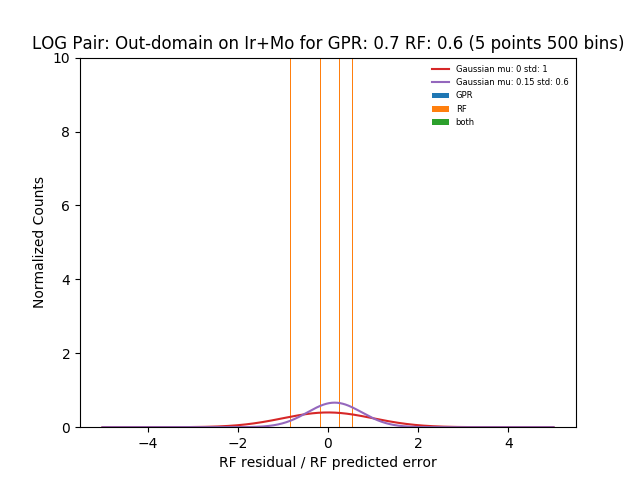 LOG Pair: Out-domain on Ir+Mo for GPR: 0.7 RF: 0.6 (5 points 500 bins)
Gaussian mu: 0 std: 1
Gaussian mu: 0.15 std: 0.6
GPR
RF
both
Normalized Counts
10
8
6
4
2
0
−4 −2 0 2 4
RF residual / RF predicted error